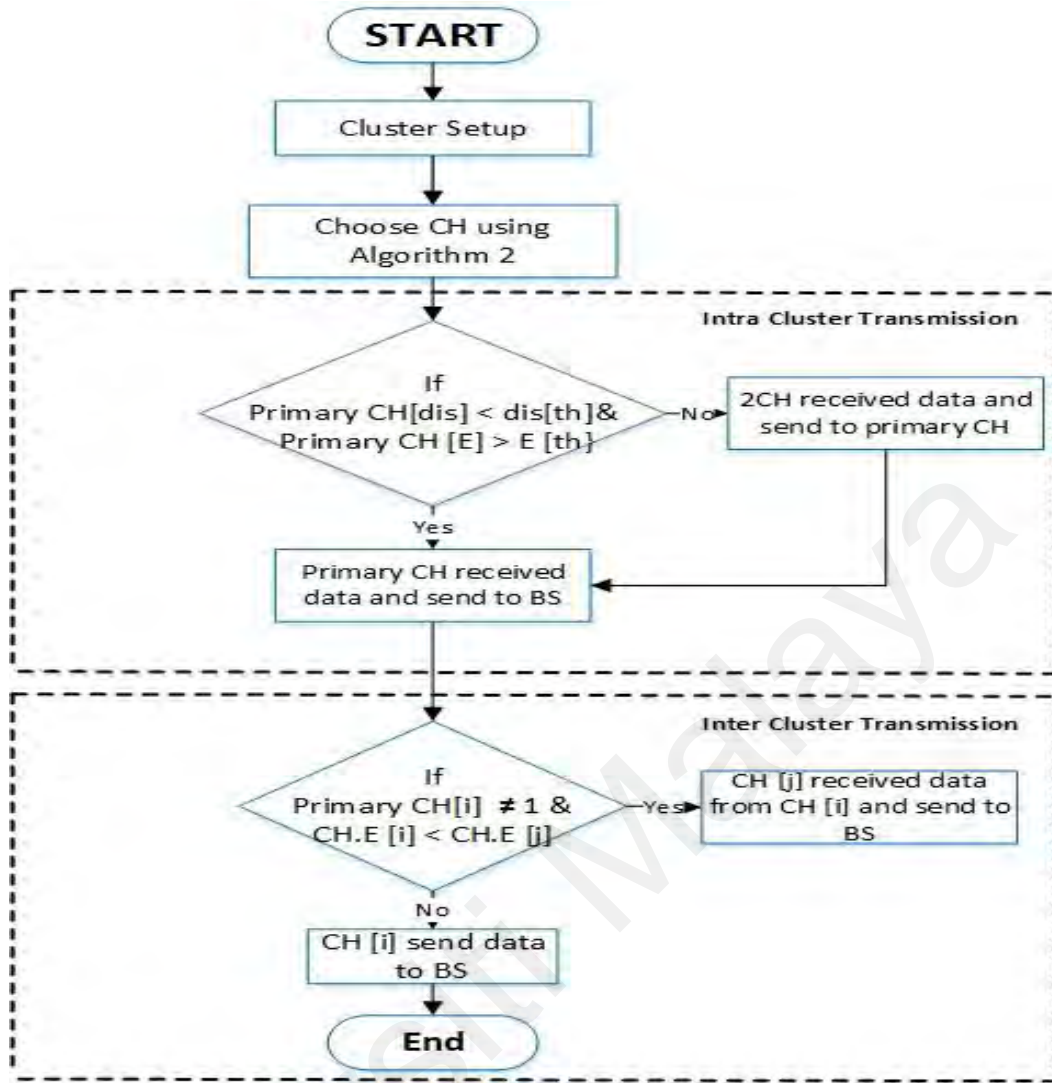 START
Cluster Setup
Choose CH using
Algorithm 2
Intra Cluster Transmission
If
Primary CH[dis] < dis[th]&
Primary CH [E] > E [th}
No
2CH received data and
send to primary CH
Yes
Primary CH received
data and send to BS
Inter Cluster Transmission
If
Primary CH[i] ≠ 1 &
CH.E [i] < CH.E [j]
Yes
CH [j] received data
from CH [i] and send to
BS
No
CH [i] send data
to BS
End
siti Malaya